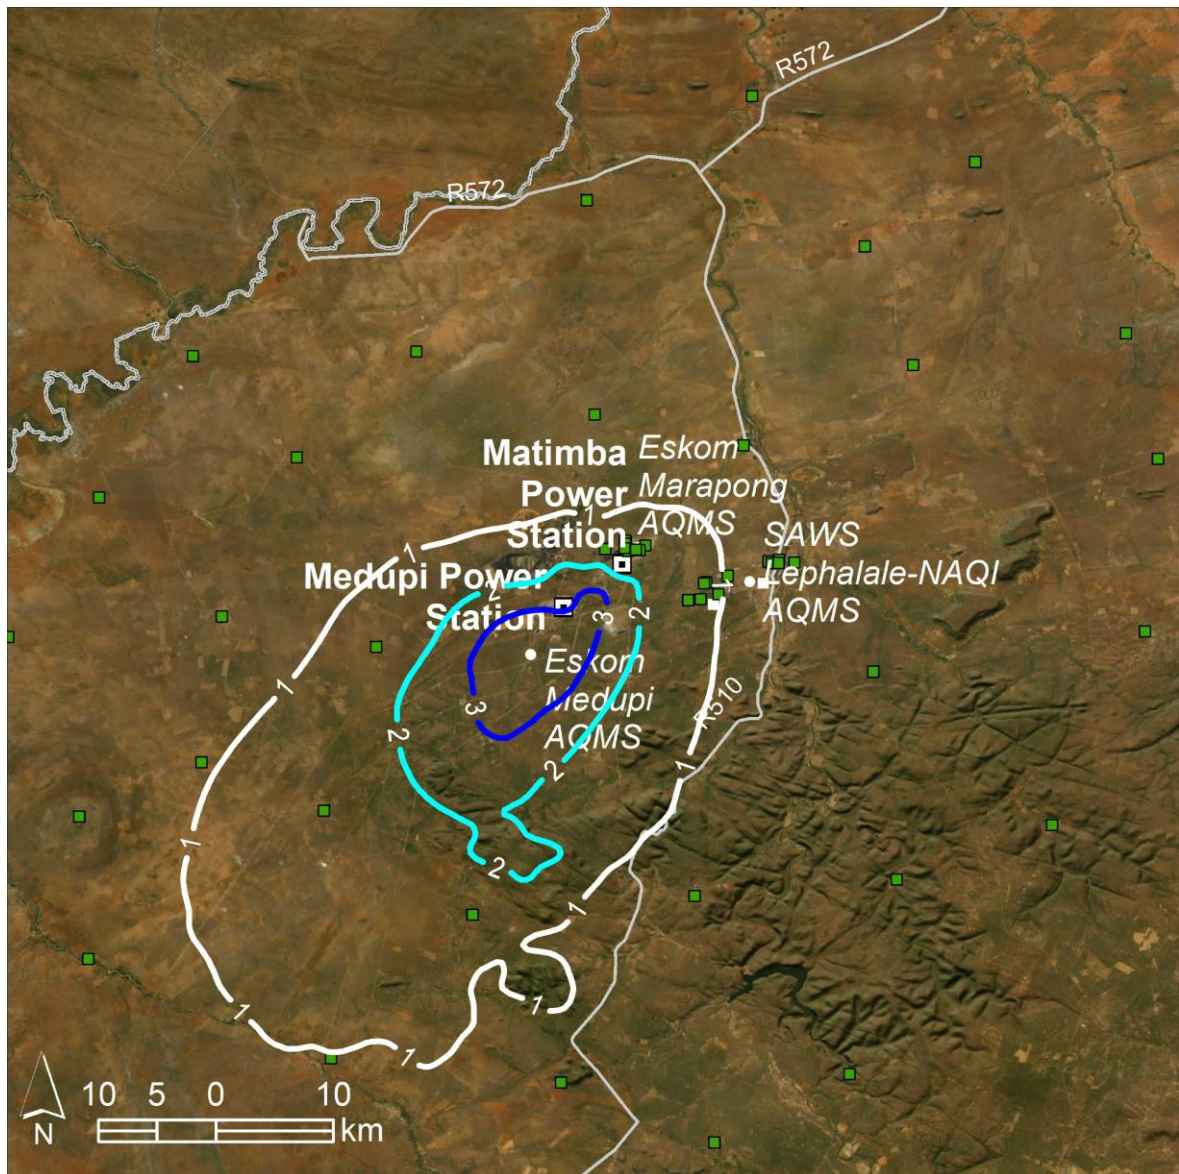 R572
R572
Matimba
Power
Station
Eskom
Marapong
AQMS
SAWS
Lephalale-NAQI
AQMS
Medupi Power
Station
Eskom
Medupi
AQMS
R510
1
1
1
1
1
1
1
1
1
1
2
2
2
2
2
3
3
10 5 0 10
km
N